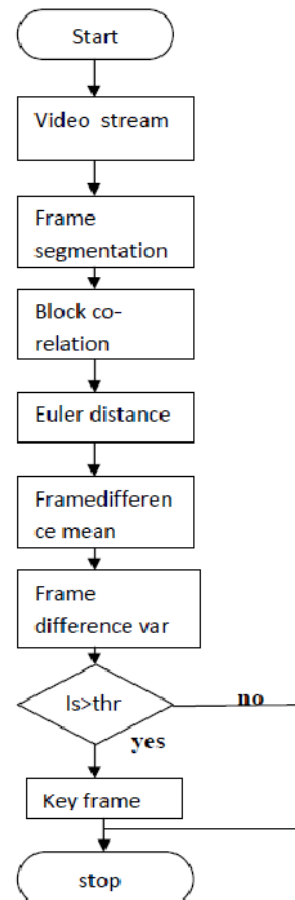 Start
Video stream
Frame
segmentation
Block co-
relation
Euler distance
Framedifferen
ce mean
Frame
difference var
ls>thr
no
yes
Key frame
stop